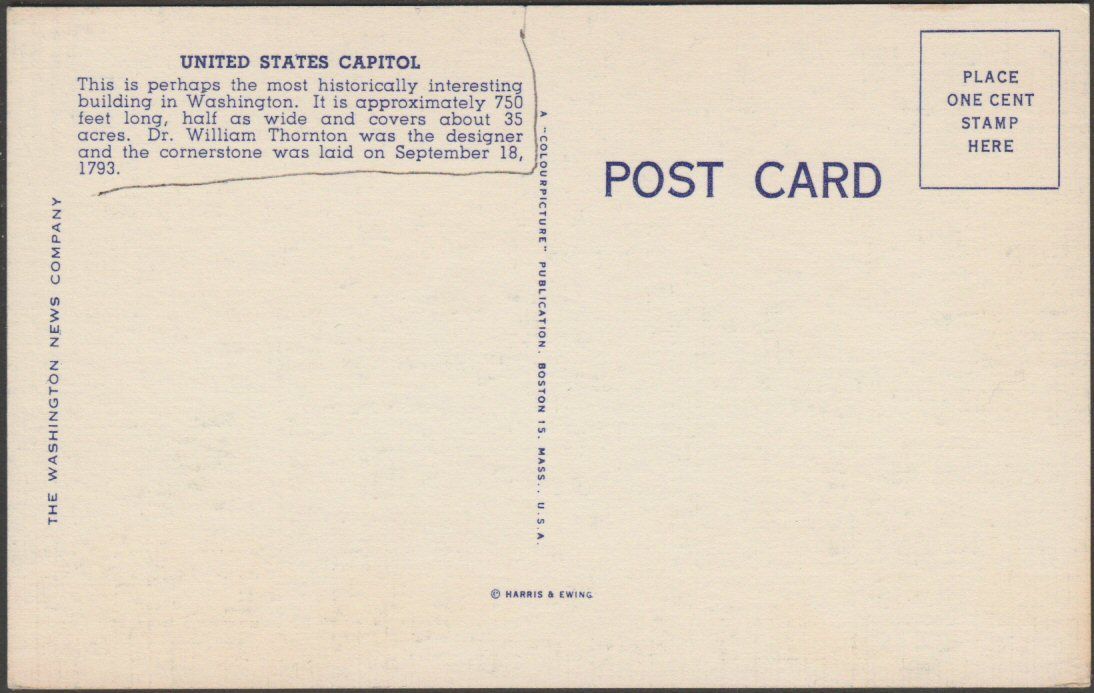 UNITED STATES CAPITOL
This is perhaps the most historically interesting
building in Washington. It is approximately 750
feet long, half as wide and covers about 35
acres. Dr. William Thornton was the designer
and the cornerstone was laid on September 18,
1793.
THE WASHINGTON NEWS COMPANY
A "COLOURPICTURE" PUBLICATION. BOSTON 15. MASS., U.S.A.
POST CARD
PLACE
ONE CENT
STAMP
HERE
© HARRIS & EWING